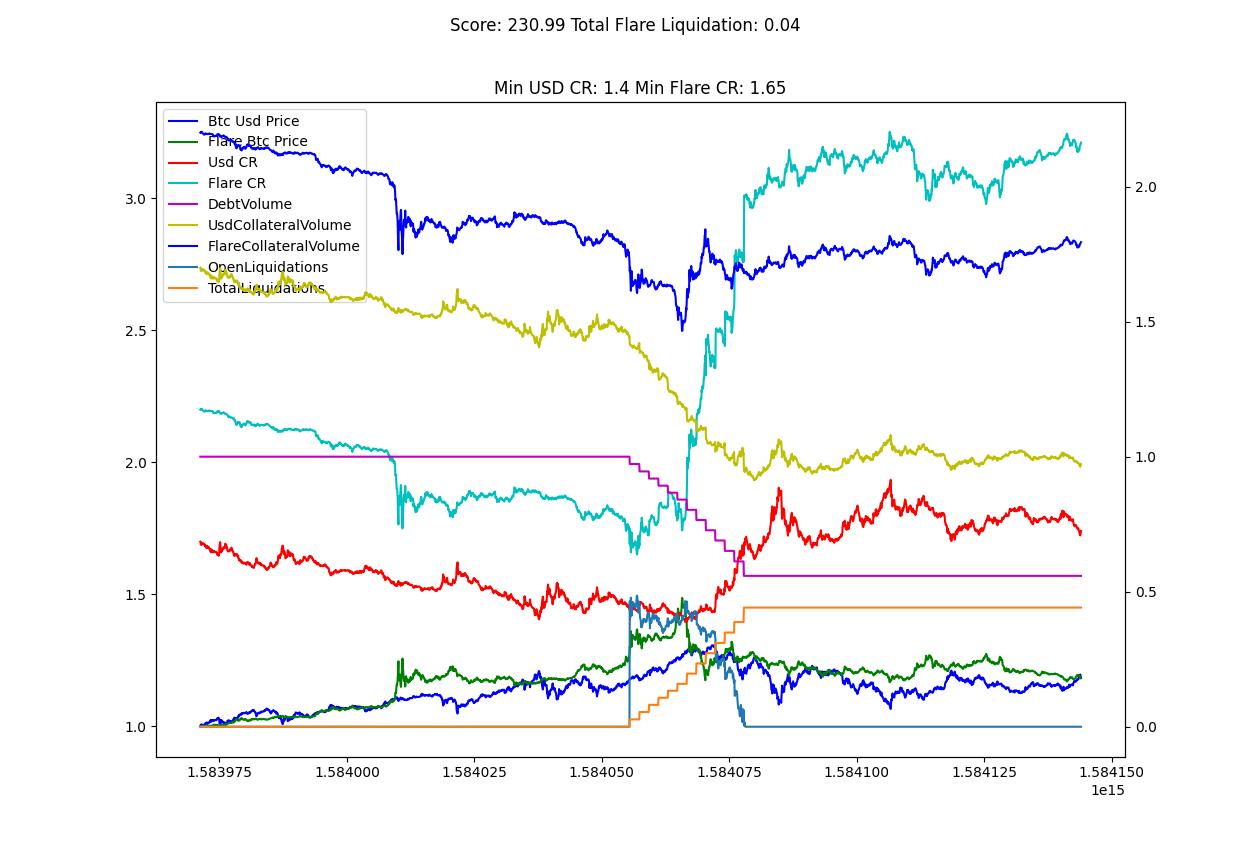 Score: 230.99 Total Flare Liquidation: 0.04
Min USD CR: 1.4 Min Flare CR: 1.65
Btc Usd Price
Flare Btc Price
Usd CR
Flare CR
DebtVolume
UsdCollateralVolume
FlareCollateralVolume
OpenLiquidations
TotalLiquidations
3.0
2.5
2.0
1.5
1.0
2.0
1.5
1.0
0.5
0.0
1.583975 1.584000 1.584025 1.584050 1.584075 1.584100 1.584125 1.584150
1e15